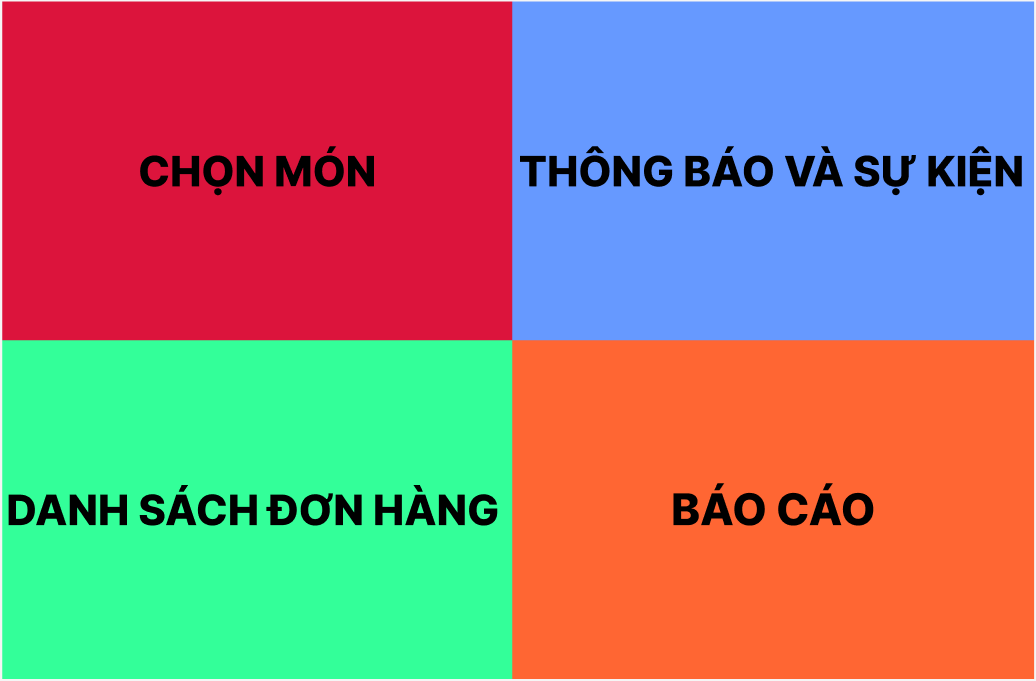 CHỌN MÓN
THÔNG BÁO VÀ SỰ KIỆN
DANH SÁCH ĐƠN HÀNG
BÁO CÁO